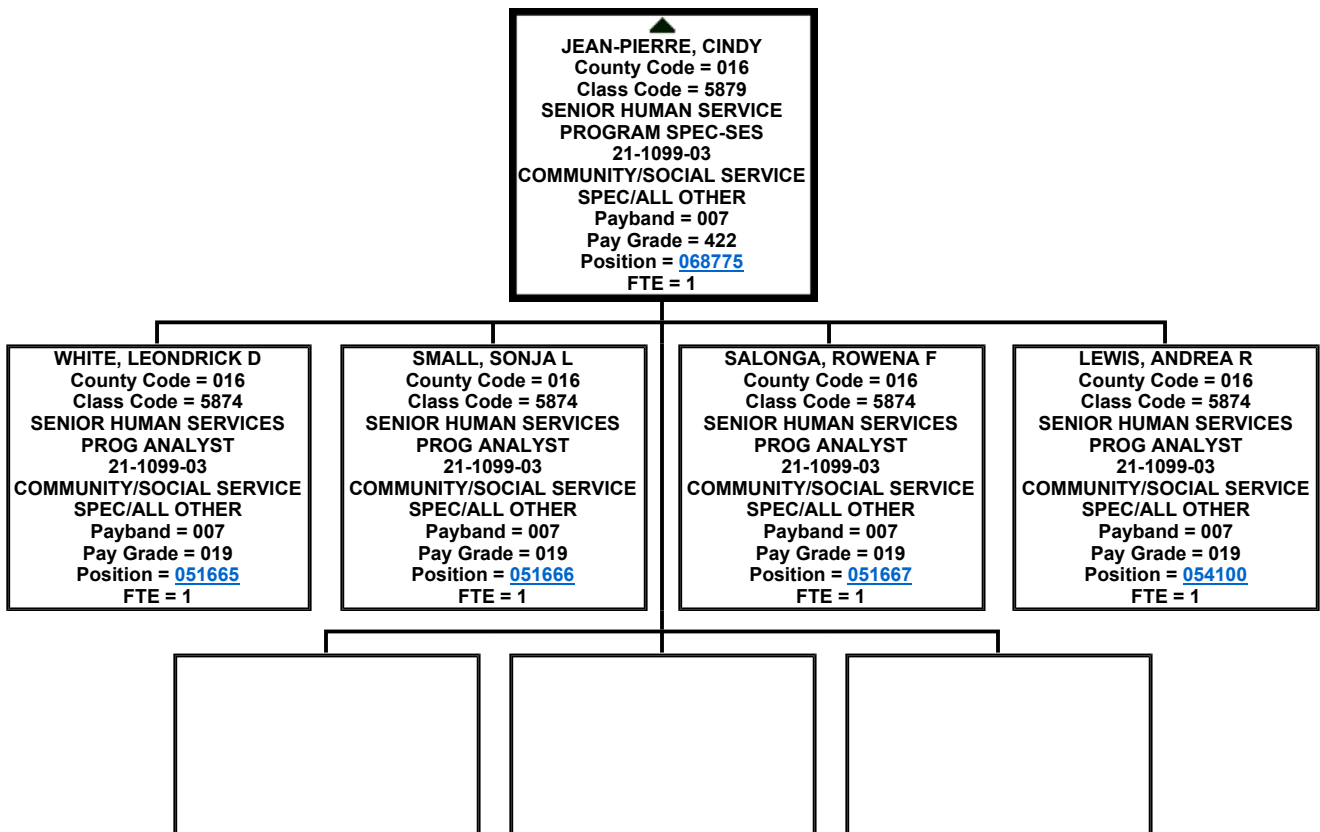 JEAN-PIERRE, CINDY
County Code = 016
Class Code = 5879
SENIOR HUMAN SERVICE
PROGRAM SPEC-SES
21-1099-03
COMMUNITY/SOCIAL SERVICE
SPEC/ALL OTHER
Payband = 007
Pay Grade = 422
Position = 068775
FTE = 1
WHITE, LEONDRICK D
County Code = 016
Class Code = 5874
SENIOR HUMAN SERVICES
PROG ANALYST
21-1099-03
COMMUNITY/SOCIAL SERVICE
SPEC/ALL OTHER
Payband = 007
Pay Grade = 019
Position = 051665
FTE = 1
SMALL, SONJA L
County Code = 016
Class Code = 5874
SENIOR HUMAN SERVICES
PROG ANALYST
21-1099-03
COMMUNITY/SOCIAL SERVICE
SPEC/ALL OTHER
Payband = 007
Pay Grade = 019
Position = 051666
FTE = 1
SALONGA, ROWENA F
County Code = 016
Class Code = 5874
SENIOR HUMAN SERVICES
PROG ANALYST
21-1099-03
COMMUNITY/SOCIAL SERVICE
SPEC/ALL OTHER
Payband = 007
Pay Grade = 019
Position = 051667
FTE = 1
LEWIS, ANDREA R
County Code = 016
Class Code = 5874
SENIOR HUMAN SERVICES
PROG ANALYST
21-1099-03
COMMUNITY/SOCIAL SERVICE
SPEC/ALL OTHER
Payband = 007
Pay Grade = 019
Position = 054100
FTE = 1